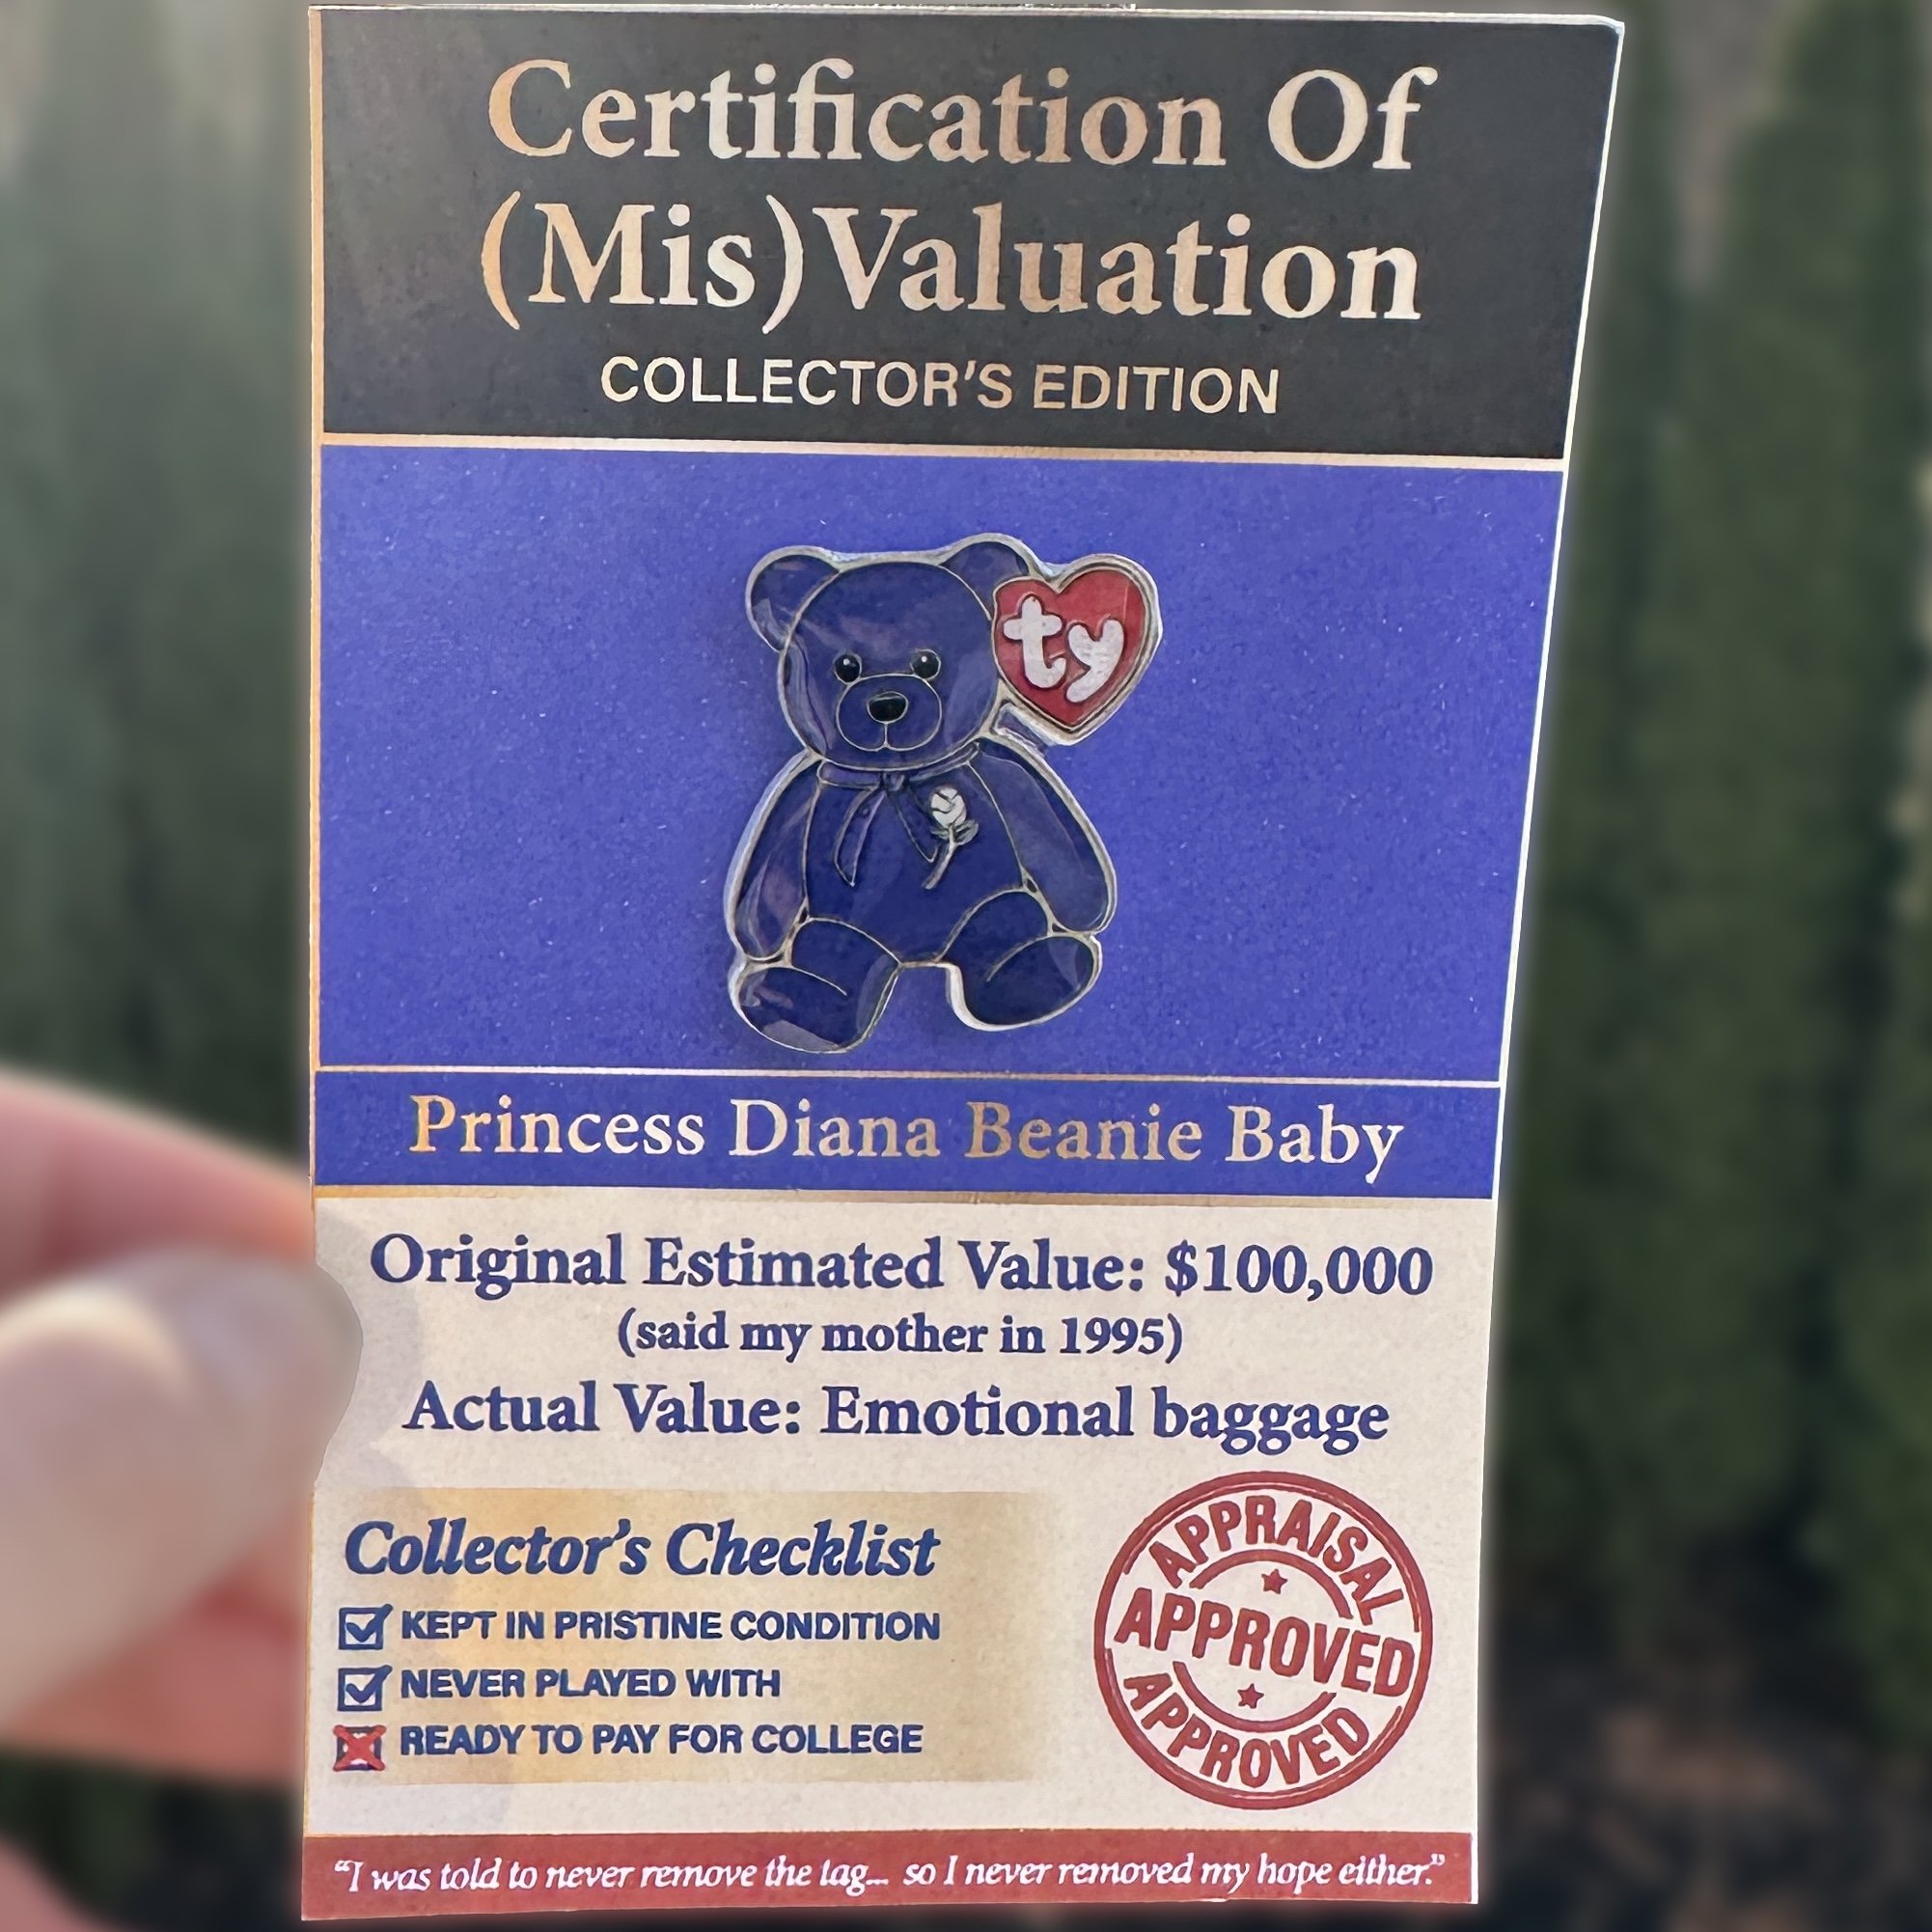 Certification Of
(Mis)Valuation
COLLECTOR'S EDITION
ty
Princess Diana Beanie Baby
Original Estimated Value: $100,000
(said my mother in 1995)
Actual Value: Emotional baggage
Collector's Checklist
KEPT IN PRISTINE CONDITION
NEVER PLAYED WITH
READY TO PAY FOR COLLEGE
APPRAISAL
APPROVED
APPROVED
"I was told to never remove the tag... so I never removed my hope either."